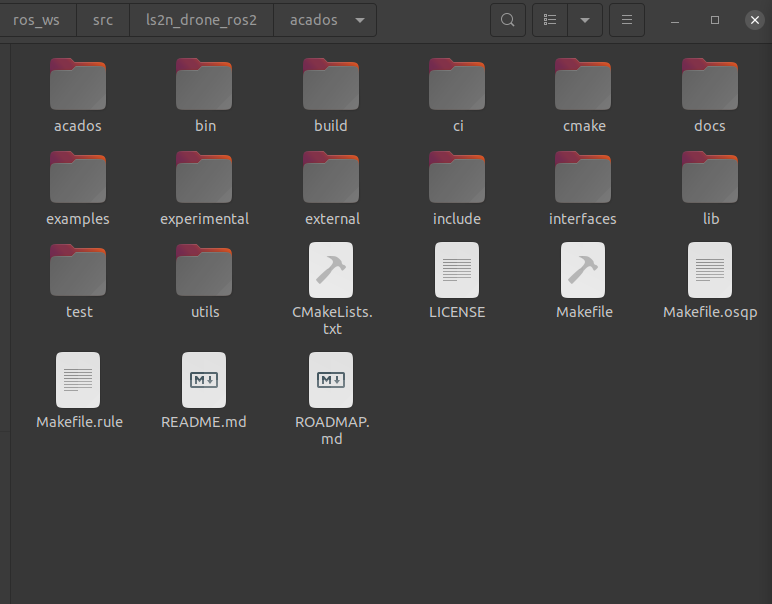 ros_ws src ls2n_drone_ros2 acados
acados bin build ci cmake docs
examples experimental external include interfaces lib
test utils CMakeLists. LICENSE Makefile Makefile.osqp
txt
Makefile.rule README.md ROADMAP.
md